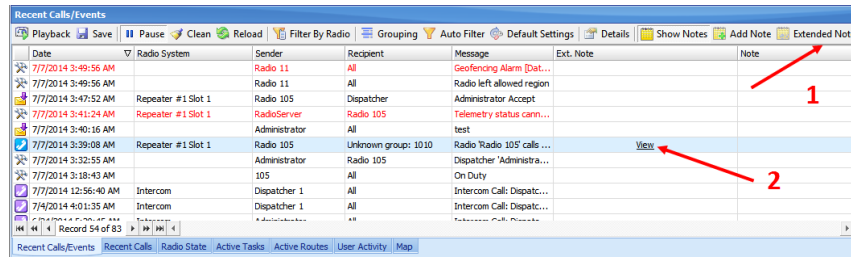 Recent Calls/Events
Playback Save Pause Clean Reload Filter By Radio Grouping Auto Filter Default Settings Details Show Notes Add Note Extended Not
Date Radio System Sender Recipient Message Ext. Note Note
7/7/2014 3:49:56 AM Radio 11 All Geofencing Alarm [Dat...
7/7/2014 3:49:56 AM Radio 11 All Radio left allowed region
7/7/2014 3:47:52 AM Repeater #1 Slot 1 Radio 105 Dispatcher Administrator Accept
7/7/2014 3:41:24 AM Repeater #1 Slot 1 RadioServer Radio 105 Telemetry status cann...
7/7/2014 3:40:16 AM Administrator All test
7/7/2014 3:39:08 AM Repeater #1 Slot 1 Radio 105 Unknown group: 1010 Radio 'Radio 105' calls ... View
7/7/2014 3:32:55 AM Administrator Radio 105 Dispatcher 'Administra...
7/7/2014 3:18:43 AM 105 All On Duty
7/7/2014 12:56:40 AM Intercom Dispatcher 1 All Intercom Call: Dispatc...
7/4/2014 4:01:35 AM Intercom Dispatcher 1 All Intercom Call: Dispatc...
1
2
Record 54 of 83
Recent Calls/Events Recent Calls Radio State Active Tasks Active Routes User Activity Map